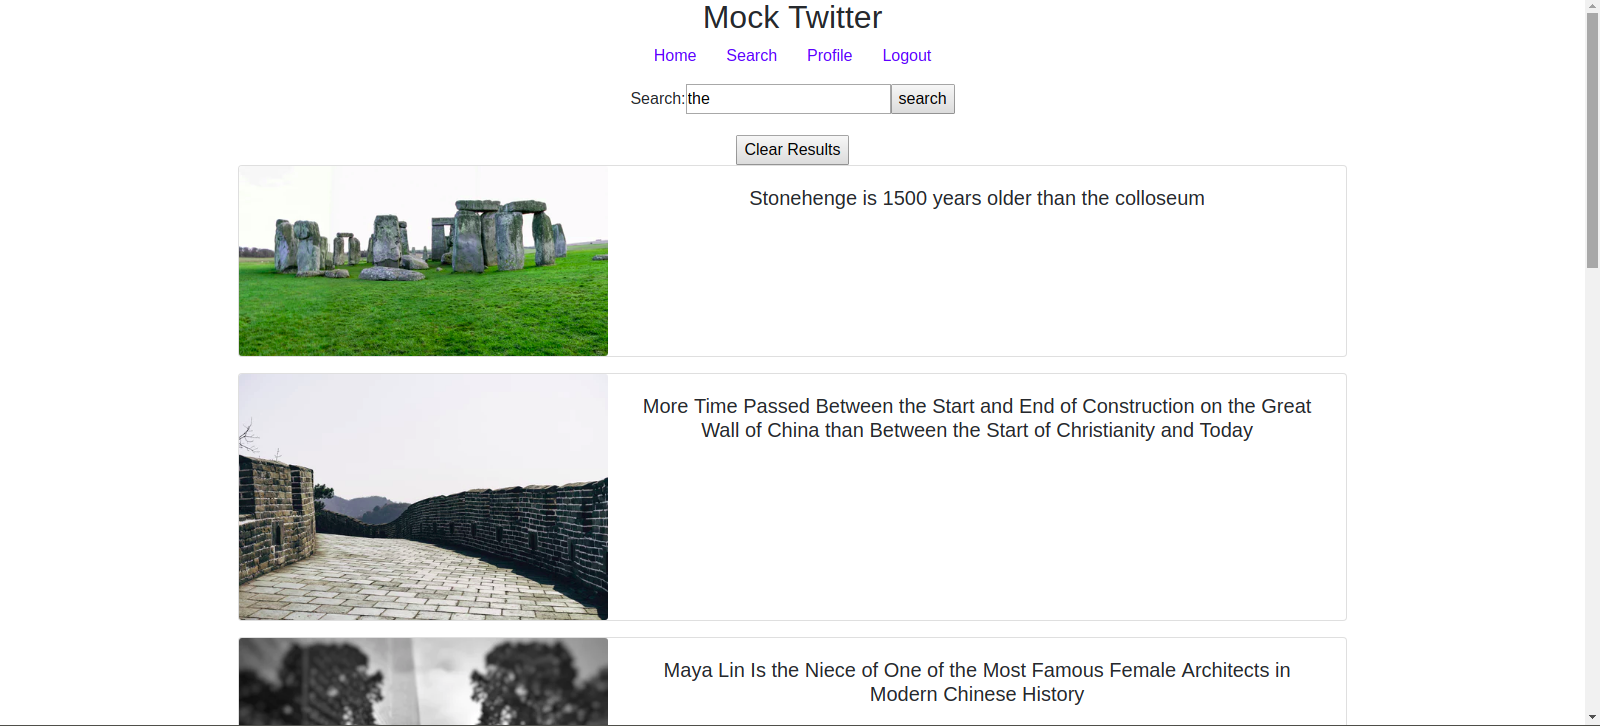 Mock Twitter
Home Search Profile Logout
Search: the search
Clear Results
Stonehenge is 1500 years older than the colloseum
More Time Passed Between the Start and End of Construction on the Great
Wall of China than Between the Start of Christianity and Today
Maya Lin Is the Niece of One of the Most Famous Female Architects in
Modern Chinese History